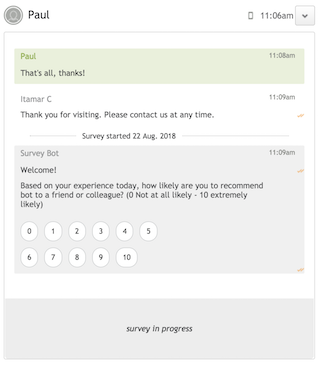 Paul
11:06am
Paul
11:08am
That's all, thanks!
Itamar C
11:09am
Thank you for visiting. Please contact us at any time.
Survey started 22 Aug. 2018
Survey Bot
11:09am
Welcome!
Based on your experience today, how likely are you to recommend
bot to a friend or colleague? (0 Not at all likely - 10 extremely
likely)
0 1 2 3 4 5
6 7 8 9 10
survey in progress